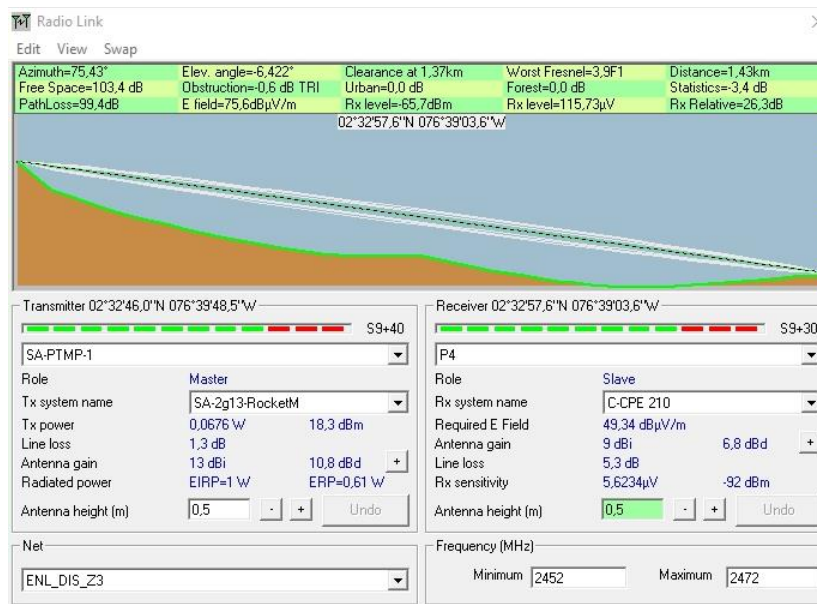 Radio Link
Edit View Swap
Azimuth=75,43° Elev. angle=-6,422° Clearance at 1,37km Worst Fresnel=3,9F1 Distance=1,43km
Free Space=103,4 dB Obstruction=-0,6 dB TRI Urban=0,0 dB Forest=0,0 dB Statistics=-3,4 dB
PathLoss=99,4dB E field=75,6dBµV/m Rx level=-65,7dBm Rx level=115,73µV Rx Relative=26,3dB
02°32'57,6''N 076°39'03,6''W
Transmitter 02°32'46,0''N 076°39'48,5''W
S9+40
SA-PTMP-1
Role Master
Tx system name SA-2g13-RocketM
Tx power 0,0676 W 18,3 dBm
Line loss 1,3 dB
Antenna gain 13 dBi 10,8 dBd +
Radiated power EIRP=1 W ERP=0,61 W
Antenna height (m) 0,5 - + Undo
Net
ENL_DIS_Z3
Receiver 02°32'57,6''N 076°39'03,6''W
S9+30
P4
Role Slave
Rx system name C-CPE 210
Required E Field 49,34 dBµV/m
Antenna gain 9 dBi 6,8 dBd +
Line loss 5,3 dB
Rx sensitivity 5,6234µV -92 dBm
Antenna height (m) 0,5 - + Undo
Frequency (MHz)
Minimum 2452 Maximum 2472